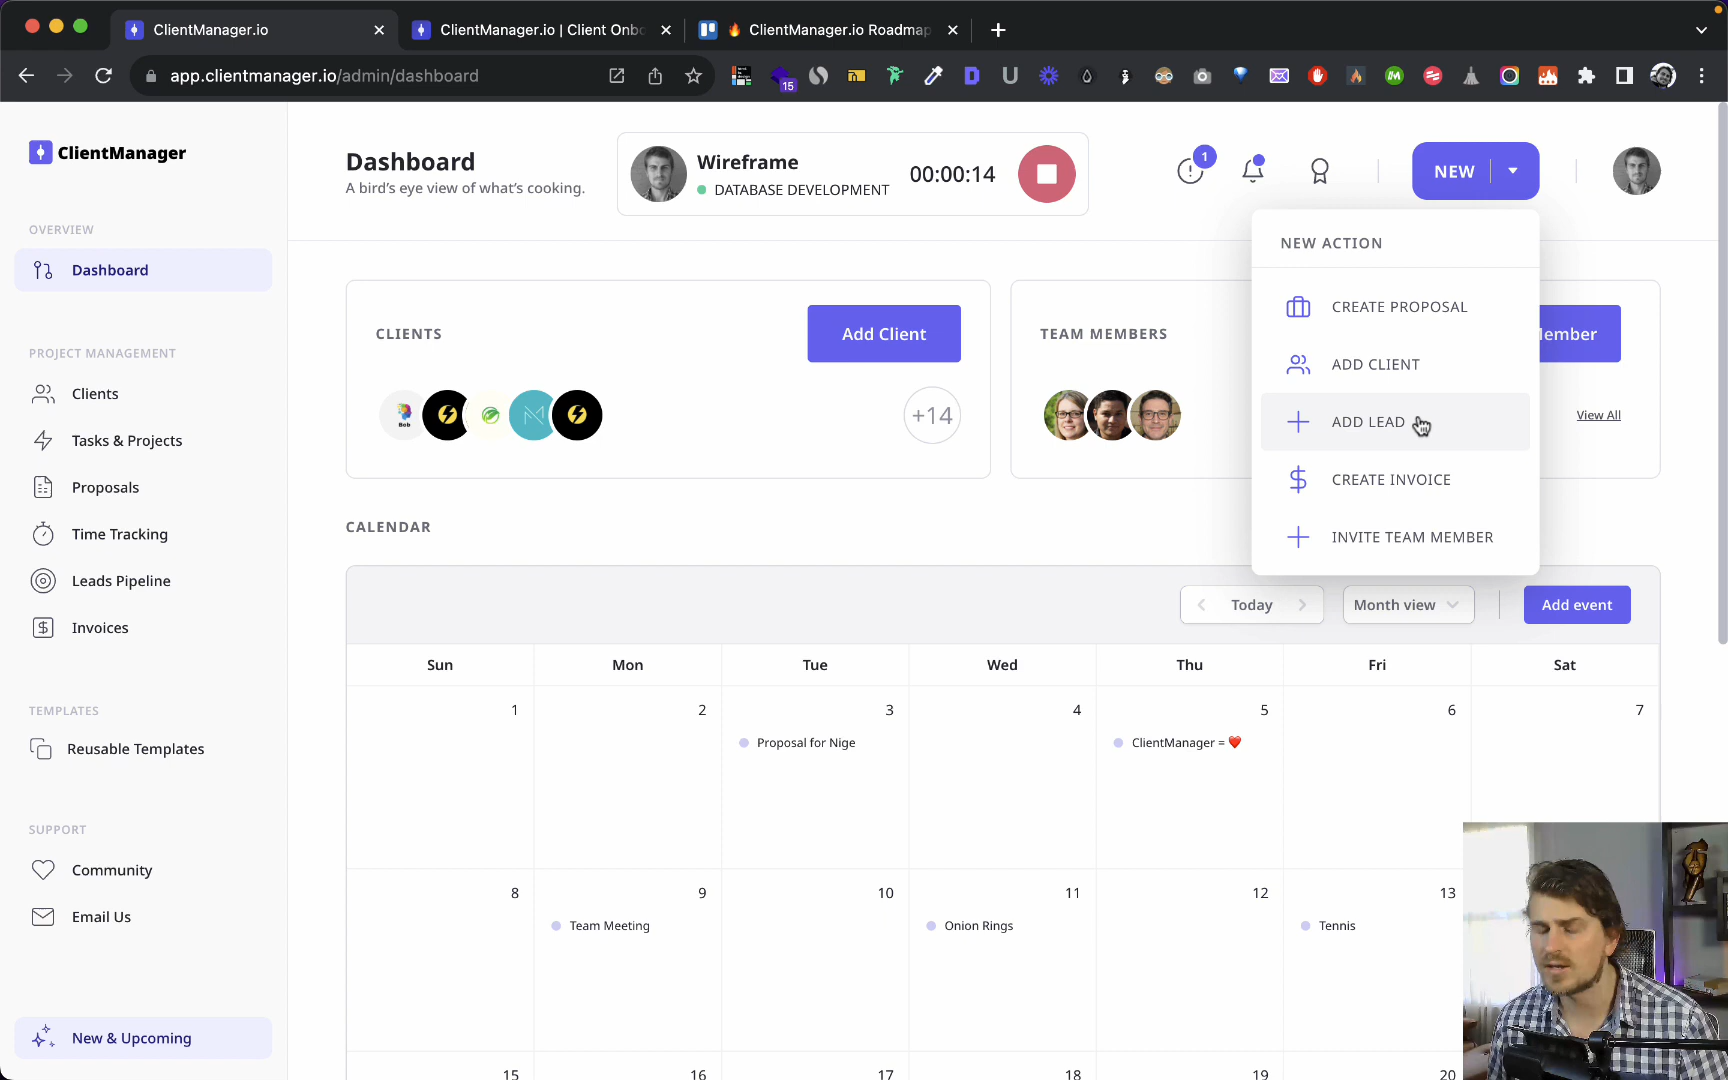 ClientManager.io
ClientManager.io | Client Onbo
🔥 ClientManager.io Roadmap
app.clientmanager.io/admin/dashboard
15
ClientManager
Dashboard
A bird's eye view of what's cooking.
Wireframe
DATABASE DEVELOPMENT
00:00:14
1
NEW
OVERVIEW
Dashboard
PROJECT MANAGEMENT
Clients
Tasks & Projects
Proposals
Time Tracking
Leads Pipeline
Invoices
TEMPLATES
Reusable Templates
SUPPORT
Community
Email Us
New & Upcoming
NEW ACTION
CREATE PROPOSAL
ADD CLIENT
ADD LEAD
CREATE INVOICE
INVITE TEAM MEMBER
CLIENTS
Add Client
Bob
+14
TEAM MEMBERS
ember
View All
CALENDAR
Today
Month view
Add event
Sun Mon Tue Wed Thu Fri Sat
1 2 3 4 5 6 7
Proposal for Nige
ClientManager = ❤️
8 9 10 11 12 13
Team Meeting
Onion Rings
Tennis
15 16 17 18 19 20